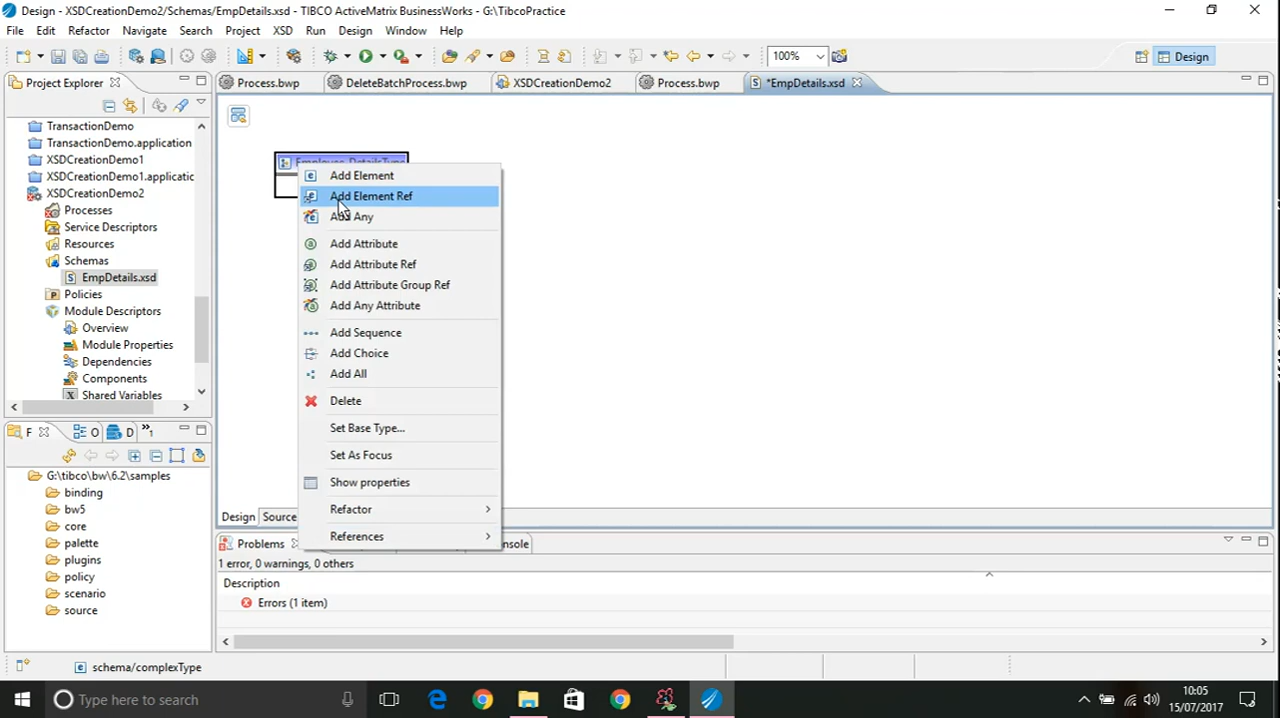 Design - XSDCreationDemo2/Schemas/EmpDetails.xsd - TIBCO ActiveMatrix BusinessWorks - G:\TibcoPractice
File Edit Refactor Navigate Search Project XSD Run Design Window Help
100%
Design
Project Explorer
Process.bwp
DeleteBatchProcess.bwp
XSDCreationDemo2
Process.bwp
*EmpDetails.xsd
TransactionDemo
TransactionDemo.application
XSDCreationDemo1
XSDCreationDemo1.applicatic
XSDCreationDemo2
Processes
Service Descriptors
Resources
Schemas
EmpDetails.xsd
Policies
Module Descriptors
Overview
Module Properties
Dependencies
Components
Shared Variables
Employee_DetailsType
Add Element
Add Element Ref
Add Any
Add Attribute
Add Attribute Ref
Add Attribute Group Ref
Add Any Attribute
Add Sequence
Add Choice
Add All
Delete
Set Base Type...
Set As Focus
Show properties
Refactor
References
F
O
D
»1
G:\tibco\bw\6.2\samples
binding
bw5
core
palette
plugins
policy
scenario
source
Design Source
Problems
nsole
1 error, 0 warnings, 0 others
Description
Errors (1 item)
schema/complexType
Type here to search
10:05
15/07/2017